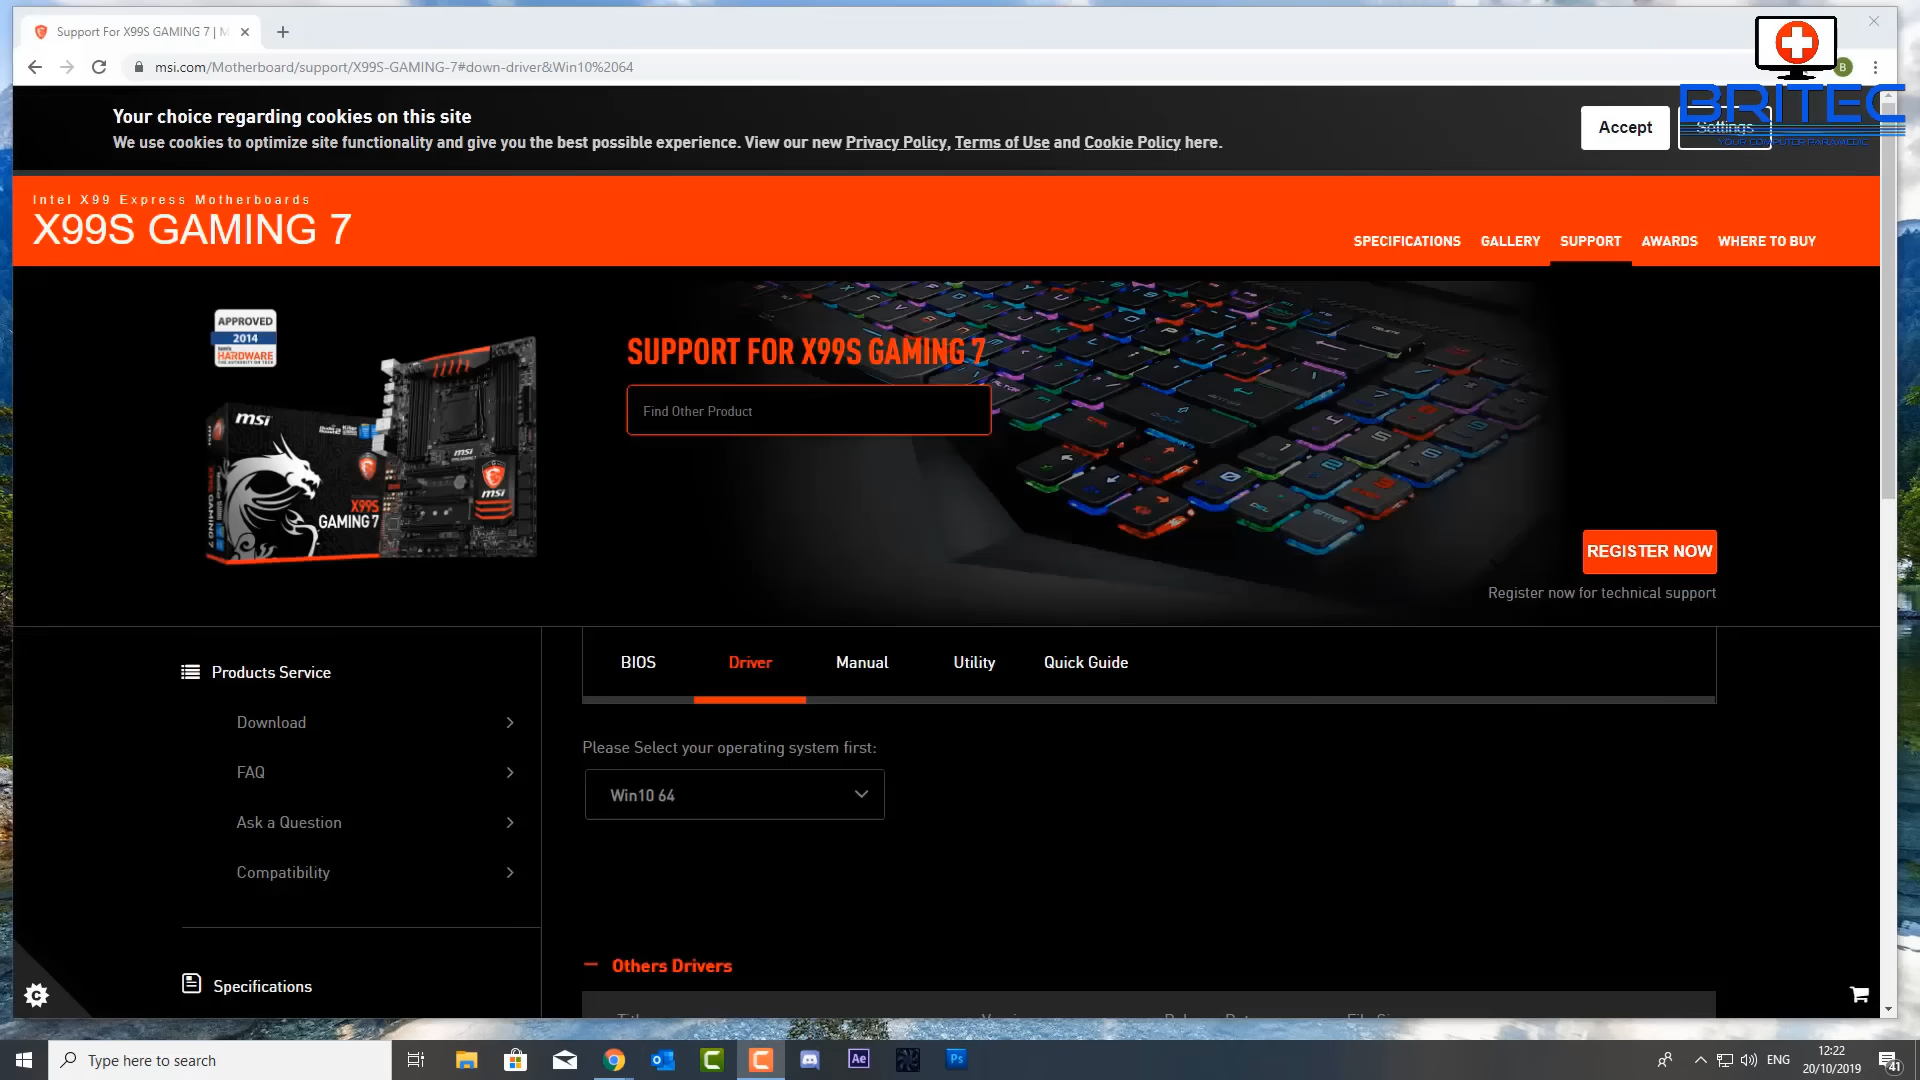 Support For X99S GAMING 7 | M
msi.com/Motherboard/support/X99S-GAMING-7#down-driver&Win10%2064
B
BRITEC
YOUR COMPUTER PARAMEDIC
Your choice regarding cookies on this site
We use cookies to optimize site functionality and give you the best possible experience. View our new Privacy Policy, Terms of Use and Cookie Policy here.
Accept
Settings
Intel X99 Express Motherboards
X99S GAMING 7
SPECIFICATIONS GALLERY SUPPORT AWARDS WHERE TO BUY
APPROVED
2014
HARDWARE
msi
X99S
GAMING 7
msi
msi
SUPPORT FOR X99S GAMING 7
Find Other Product
REGISTER NOW
Register now for technical support
Products Service
Download
FAQ
Ask a Question
Compatibility
Specifications
BIOS Driver Manual Utility Quick Guide
Please Select your operating system first:
Win10 64
Others Drivers
Type here to search
Ae
Ps
ENG
12:22
20/10/2019
41